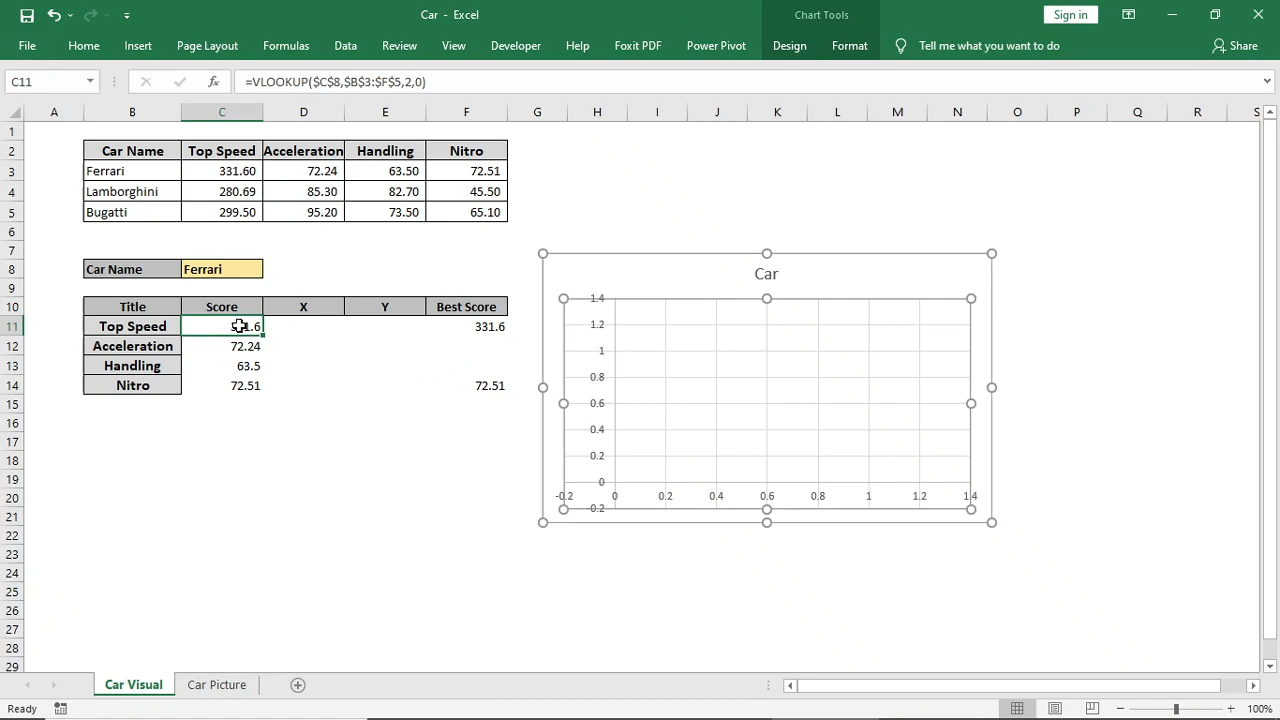 Car - Excel
Chart Tools
Sign in
File Home Insert Page Layout Formulas Data Review View Developer Help Foxit PDF Power Pivot Design Format Tell me what you want to do Share
C11 fx =VLOOKUP($C$8,$B$3:$F$5,2,0)
A B C D E F G H I J K L M N O P Q R S
1
2 Car Name Top Speed Acceleration Handling Nitro
3 Ferrari 331.60 72.24 63.50 72.51
4 Lamborghini 280.69 85.30 82.70 45.50
5 Bugatti 299.50 95.20 73.50 65.10
6
7
8 Car Name Ferrari
9
10 Title Score X Y Best Score
11 Top Speed 331.6
12 Acceleration 72.24
13 Handling 63.5
14 Nitro 72.51 72.51
15
16
17
18
19
20
21
22
23
24
25
26
27
28
29
Car
1.4
1.2
1
0.8
0.6
0.4
0.2
0
-0.2
-0.2 0 0.2 0.4 0.6 0.8 1 1.2 1.4
Car Visual Car Picture
Ready 100%